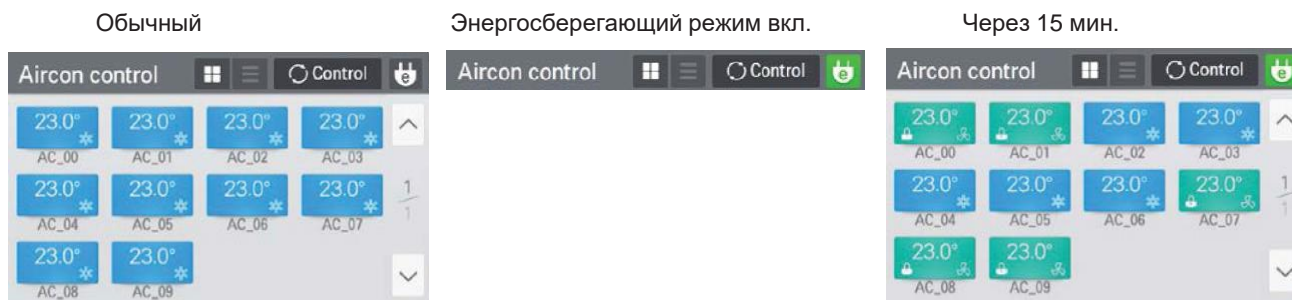 Обычный
Энергосберегающий режим вкл.
Через 15 мин.
Aircon control Control e
23.0° 23.0° 23.0° 23.0°
AC_00 AC_01 AC_02 AC_03
23.0° 23.0° 23.0° 23.0°
AC_04 AC_05 AC_06 AC_07
1
1
23.0° 23.0°
AC_08 AC_09
Aircon control Control e
Aircon control Control e
23.0° 23.0° 23.0° 23.0°
AC_00 AC_01 AC_02 AC_03
23.0° 23.0° 23.0° 23.0°
AC_04 AC_05 AC_06 AC_07
1
1
23.0° 23.0°
AC_08 AC_09